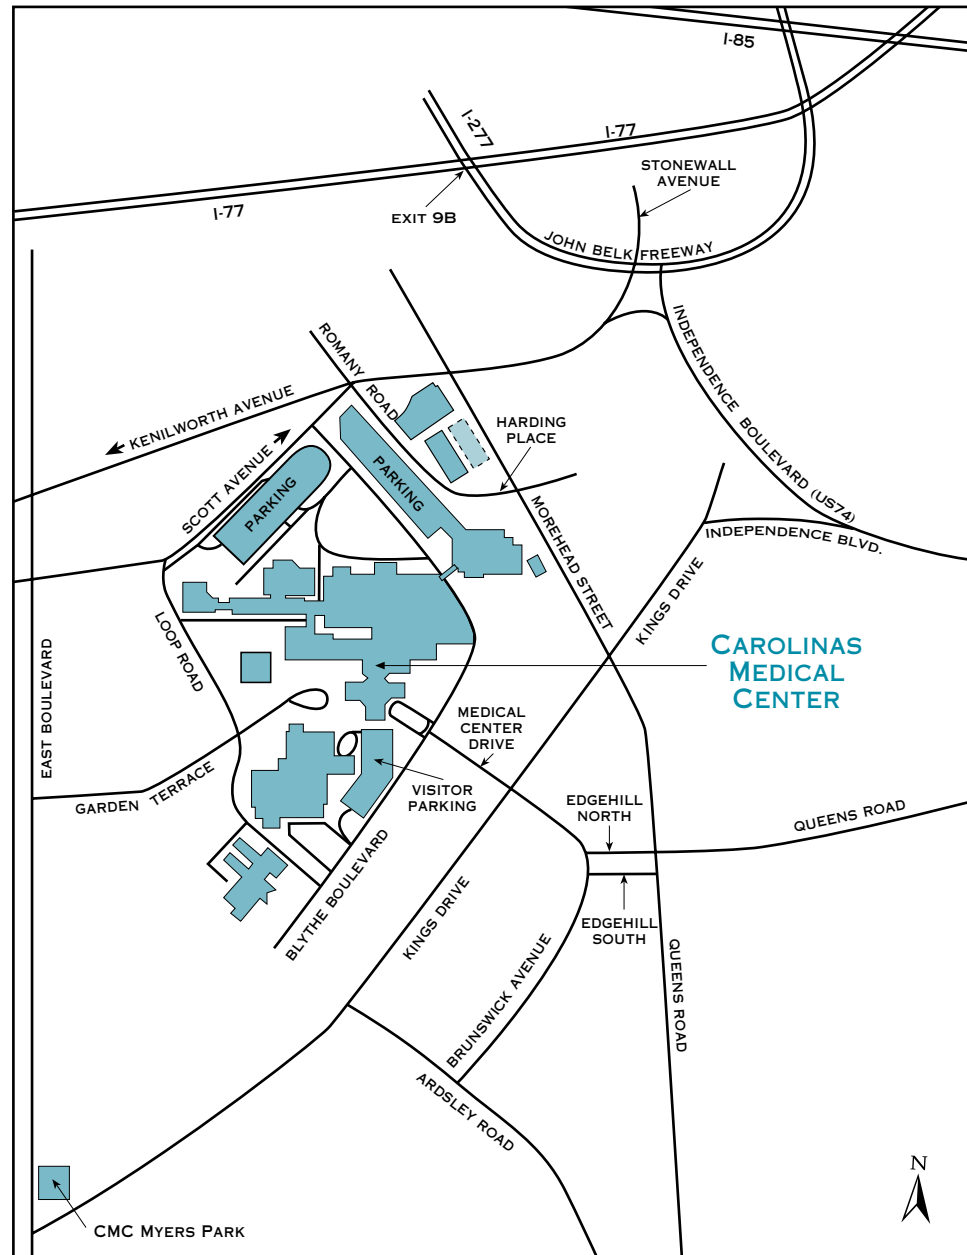 I-85
I-277
I-77
STONEWALL
AVENUE
I-77
EXIT 9B
JOHN BELK FREEWAY
ROMANY ROAD
INDEPENDENCE BOULEVARD (US74)
KENILWORTH AVENUE
HARDING
PLACE
SCOTT AVENUE
PARKING
PARKING
MOREHEAD STREET
INDEPENDENCE BLVD.
KINGS DRIVE
LOOP ROAD
CAROLINAS
MEDICAL
CENTER
EAST BOULEVARD
MEDICAL
CENTER
DRIVE
GARDEN TERRACE
VISITOR
PARKING
EDGEHILL
NORTH
QUEENS ROAD
BLYTHE BOULEVARD
KINGS DRIVE
EDGEHILL
SOUTH
QUEENS ROAD
BRUNSWICK AVENUE
ARDSLEY ROAD
N
CMC MYERS PARK